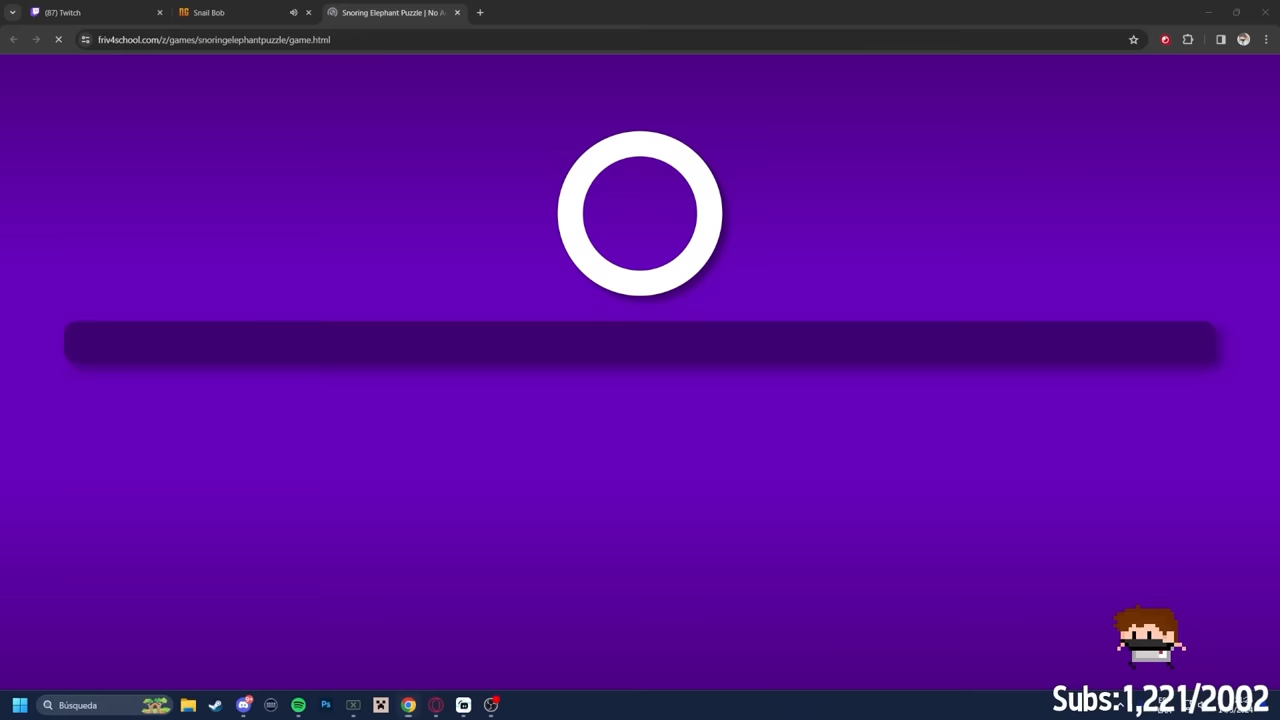 (87) Twitch
Snail Bob
Snoring Elephant Puzzle | No A
friv4school.com/z/games/snoringelephantpuzzle/game.html
Búsqueda
Subs:1,221/2002